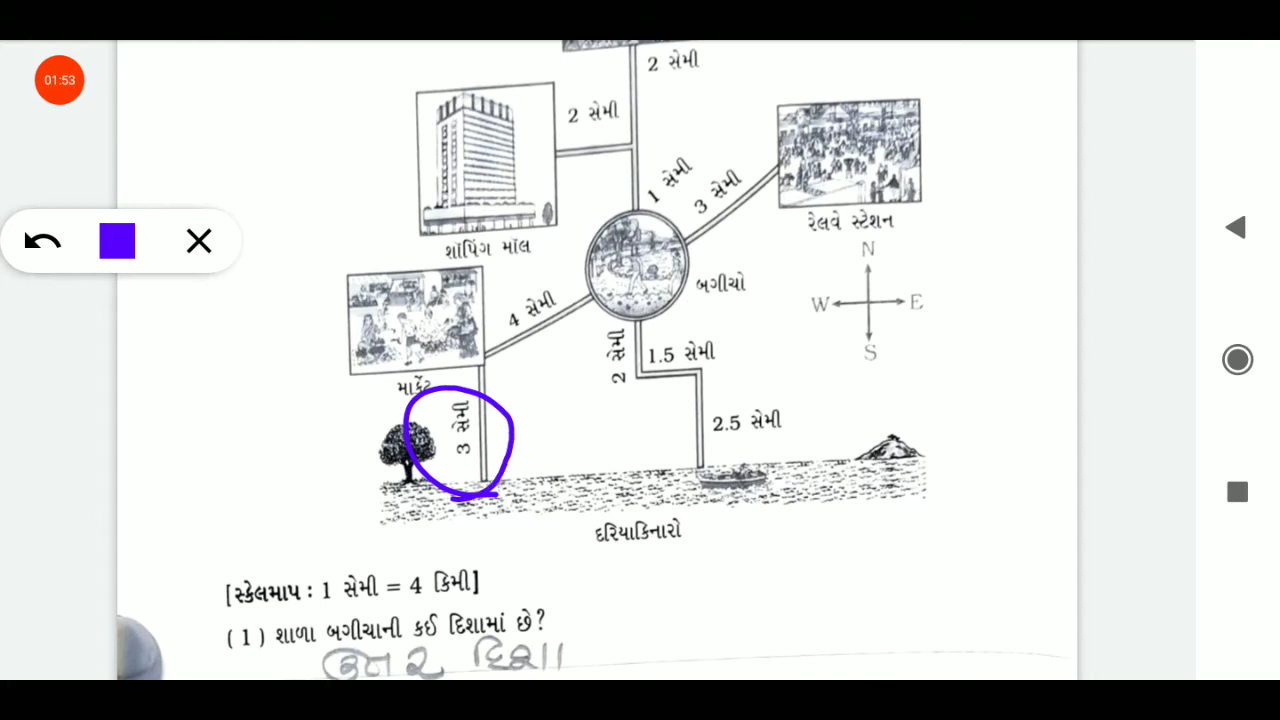 01:53
2 સેમી
2 સેમી
1 સેમી
3 સેમી
રેલવે સ્ટેશન
શૉપિંગ મૉલ
N
W
E
S
બગીચો
4 સેમી
2 સેમી
1.5 સેમી
માર્કેટ
3 સેમી
2.5 સેમી
દરિયાકિનારો
[સ્કેલમાપ : 1 સેમી = 4 કિમી]
( 1 ) શાળા બગીચાની કઈ દિશામાં છે?
ઉત્તર દિશા